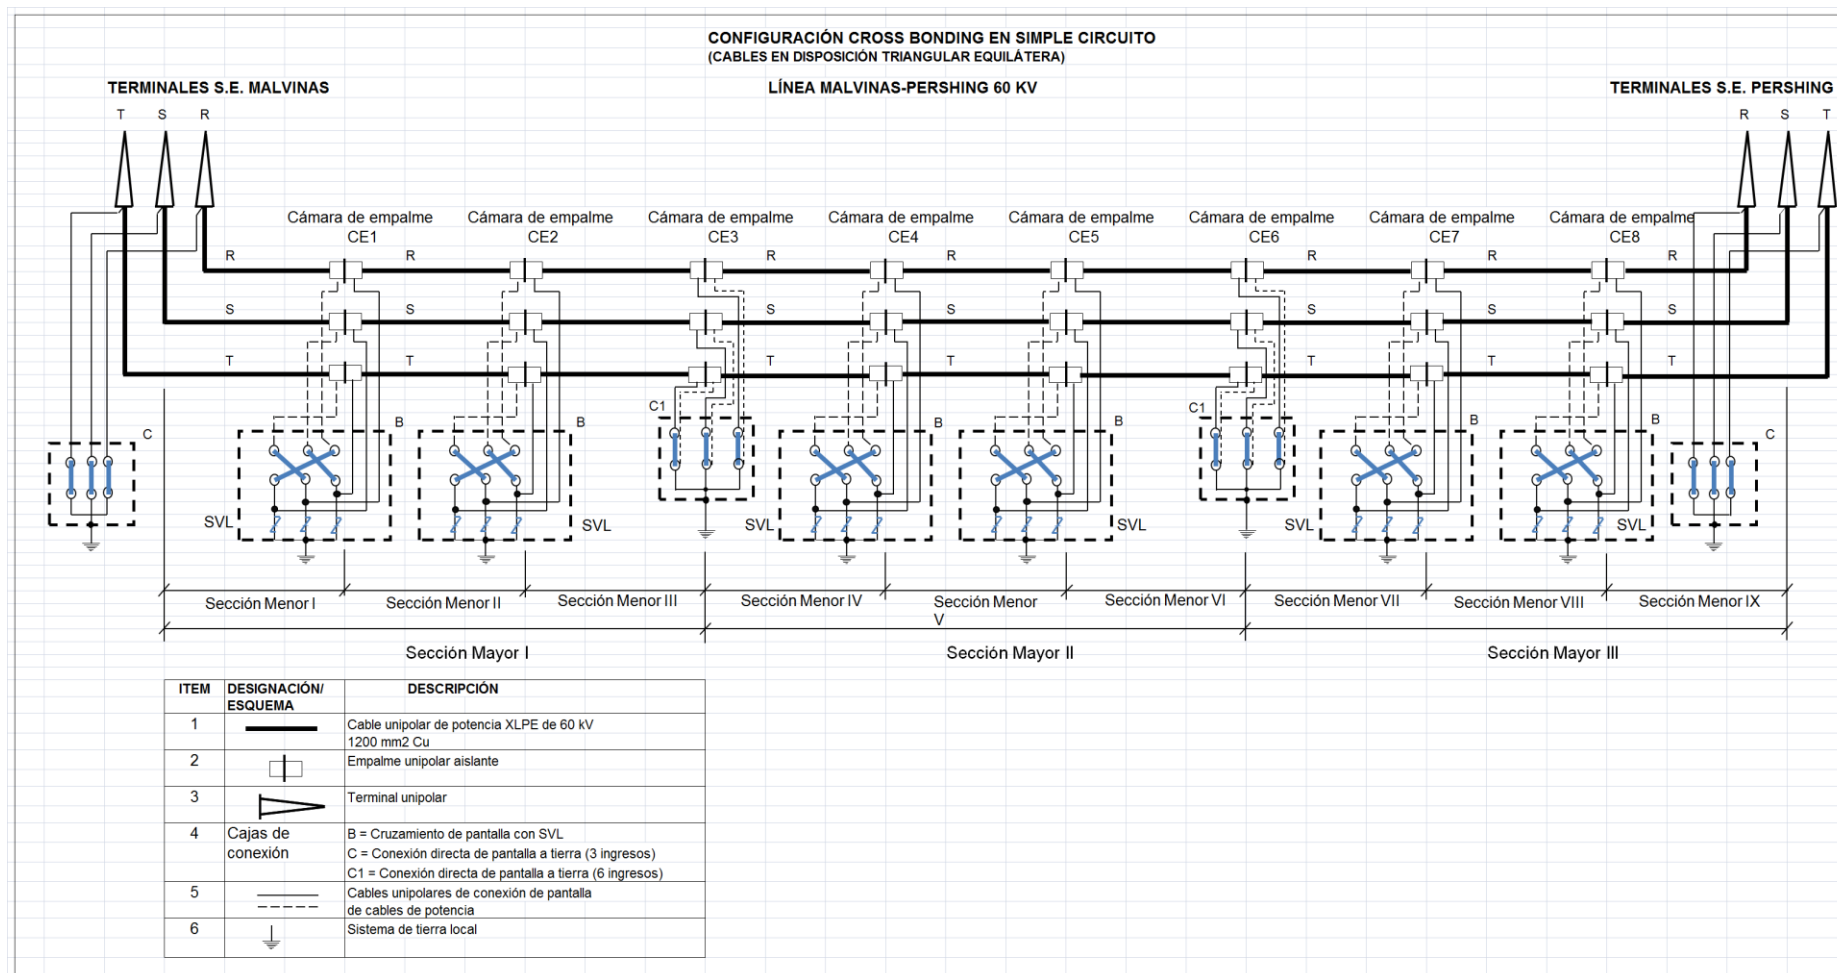 CONFIGURACIÓN CROSS BONDING EN SIMPLE CIRCUITO
(CABLES EN DISPOSICIÓN TRIANGULAR EQUILÁTERA)
TERMINALES S.E. MALVINAS
LÍNEA MALVINAS-PERSHING 60 KV
TERMINALES S.E. PERSHING
T S R
R S T
Cámara de empalme
CE1
Cámara de empalme
CE2
Cámara de empalme
CE3
Cámara de empalme
CE4
Cámara de empalme
CE5
Cámara de empalme
CE6
Cámara de empalme
CE7
Cámara de empalme
CE8
R R R R R R R
S S S S S S S
T T T T T T T
C B B C1 B B C1 B B C
SVL SVL SVL SVL SVL SVL
Sección Menor I
Sección Menor II
Sección Menor III
Sección Menor IV
Sección Menor
V
Sección Menor VI
Sección Menor VII
Sección Menor VIII
Sección Menor IX
Sección Mayor I
Sección Mayor II
Sección Mayor III
ITEM DESIGNACIÓN/ DESCRIPCIÓN
ESQUEMA
1 Cable unipolar de potencia XLPE de 60 kV
1200 mm2 Cu
2 Empalme unipolar aislante
3 Terminal unipolar
4 Cajas de B = Cruzamiento de pantalla con SVL
conexión C = Conexión directa de pantalla a tierra (3 ingresos)
C1 = Conexión directa de pantalla a tierra (6 ingresos)
5 Cables unipolares de conexión de pantalla
de cables de potencia
6 Sistema de tierra local